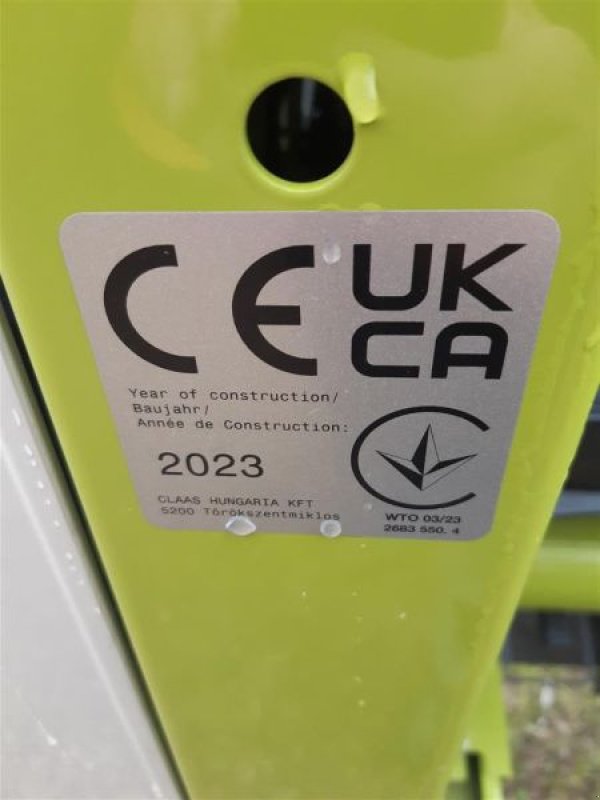 CE UK
CA
Year of construction/
Baujahr/
Année de Construction:
2023
CLAAS HUNGARIA KFT
5200 Törökszentmiklos
WTO 03/23
2683 550. 4